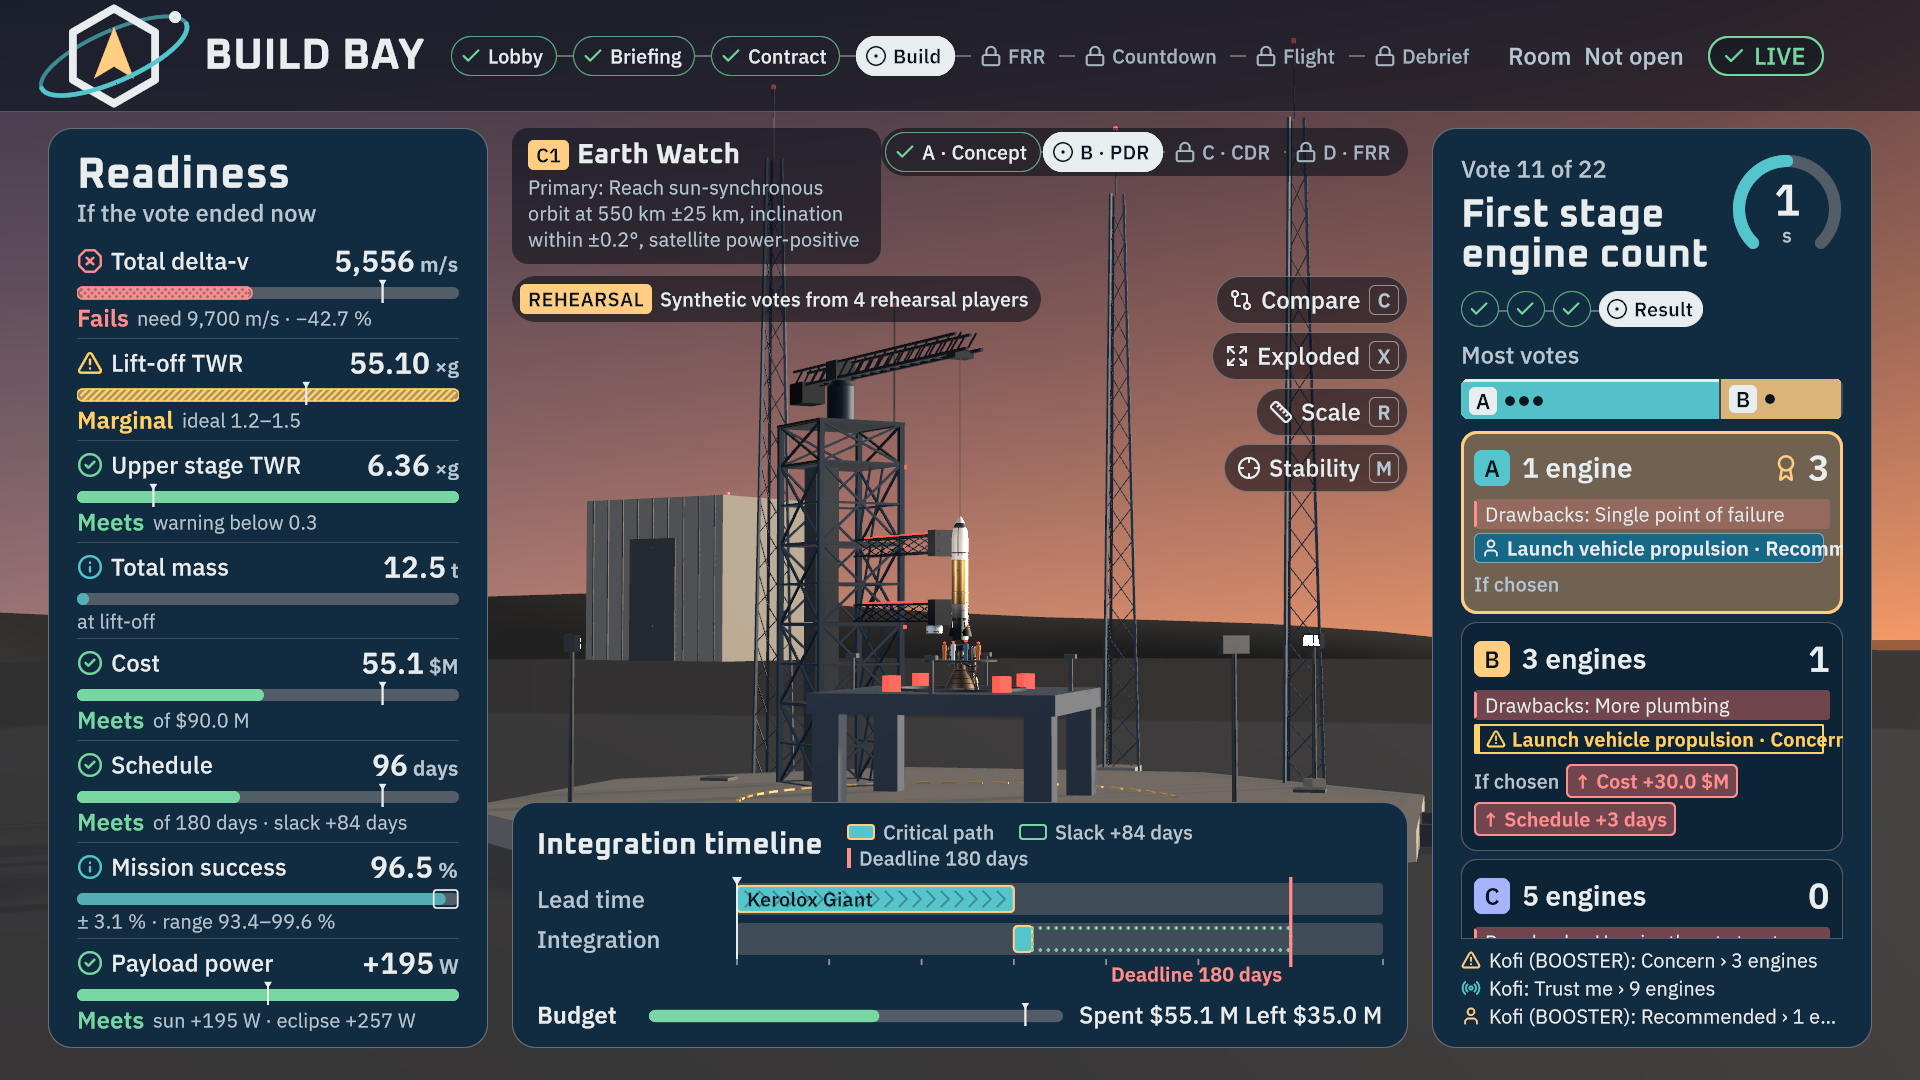 BUILD BAY
Lobby
Briefing
Contract
Build
FRR
Countdown
Flight
Debrief
Room Not open
LIVE
Readiness
If the vote ended now
Total delta-v 5,556 m/s
Fails need 9,700 m/s · −42.7 %
Lift-off TWR 55.10 ×g
Marginal ideal 1.2–1.5
Upper stage TWR 6.36 ×g
Meets warning below 0.3
Total mass 12.5 t
at lift-off
Cost 55.1 $M
Meets of $90.0 M
Schedule 96 days
Meets of 180 days · slack +84 days
Mission success 96.5 %
± 3.1 % · range 93.4–99.6 %
Payload power +195 W
Meets sun +195 W · eclipse +257 W
C1 Earth Watch
Primary: Reach sun-synchronous
orbit at 550 km ±25 km, inclination
within ±0.2°, satellite power-positive
A · Concept
B · PDR
C · CDR
D · FRR
REHEARSAL Synthetic votes from 4 rehearsal players
Compare C
Exploded X
Scale R
Stability M
Integration timeline
Critical path
Slack +84 days
Deadline 180 days
Lead time
Kerolox Giant
Integration
Deadline 180 days
Budget
Spent $55.1 M Left $35.0 M
Vote 11 of 22
First stage
engine count
1
s
Result
Most votes
A
B
A 1 engine 3
Drawbacks: Single point of failure
Launch vehicle propulsion · Recomm
If chosen
B 3 engines 1
Drawbacks: More plumbing
Launch vehicle propulsion · Concern
If chosen ↑ Cost +30.0 $M
↑ Schedule +3 days
C 5 engines 0
Kofi (BOOSTER): Concern › 3 engines
Kofi: Trust me › 9 engines
Kofi (BOOSTER): Recommended › 1 e...